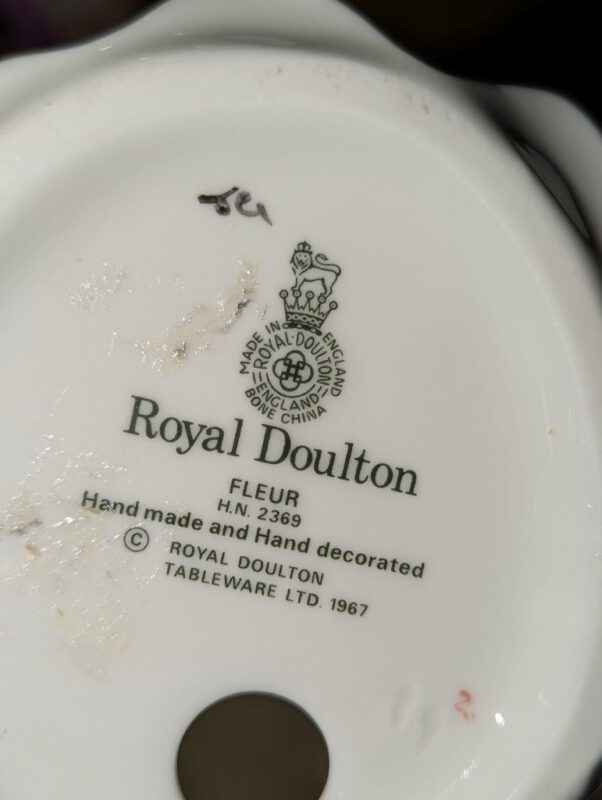 MADE IN ENGLAND
ROYAL·DOULTON
ENGLAND
BONE CHINA
Royal Doulton
FLEUR
H.N. 2369
Hand made and Hand decorated
© ROYAL DOULTON
TABLEWARE LTD. 1967
2.